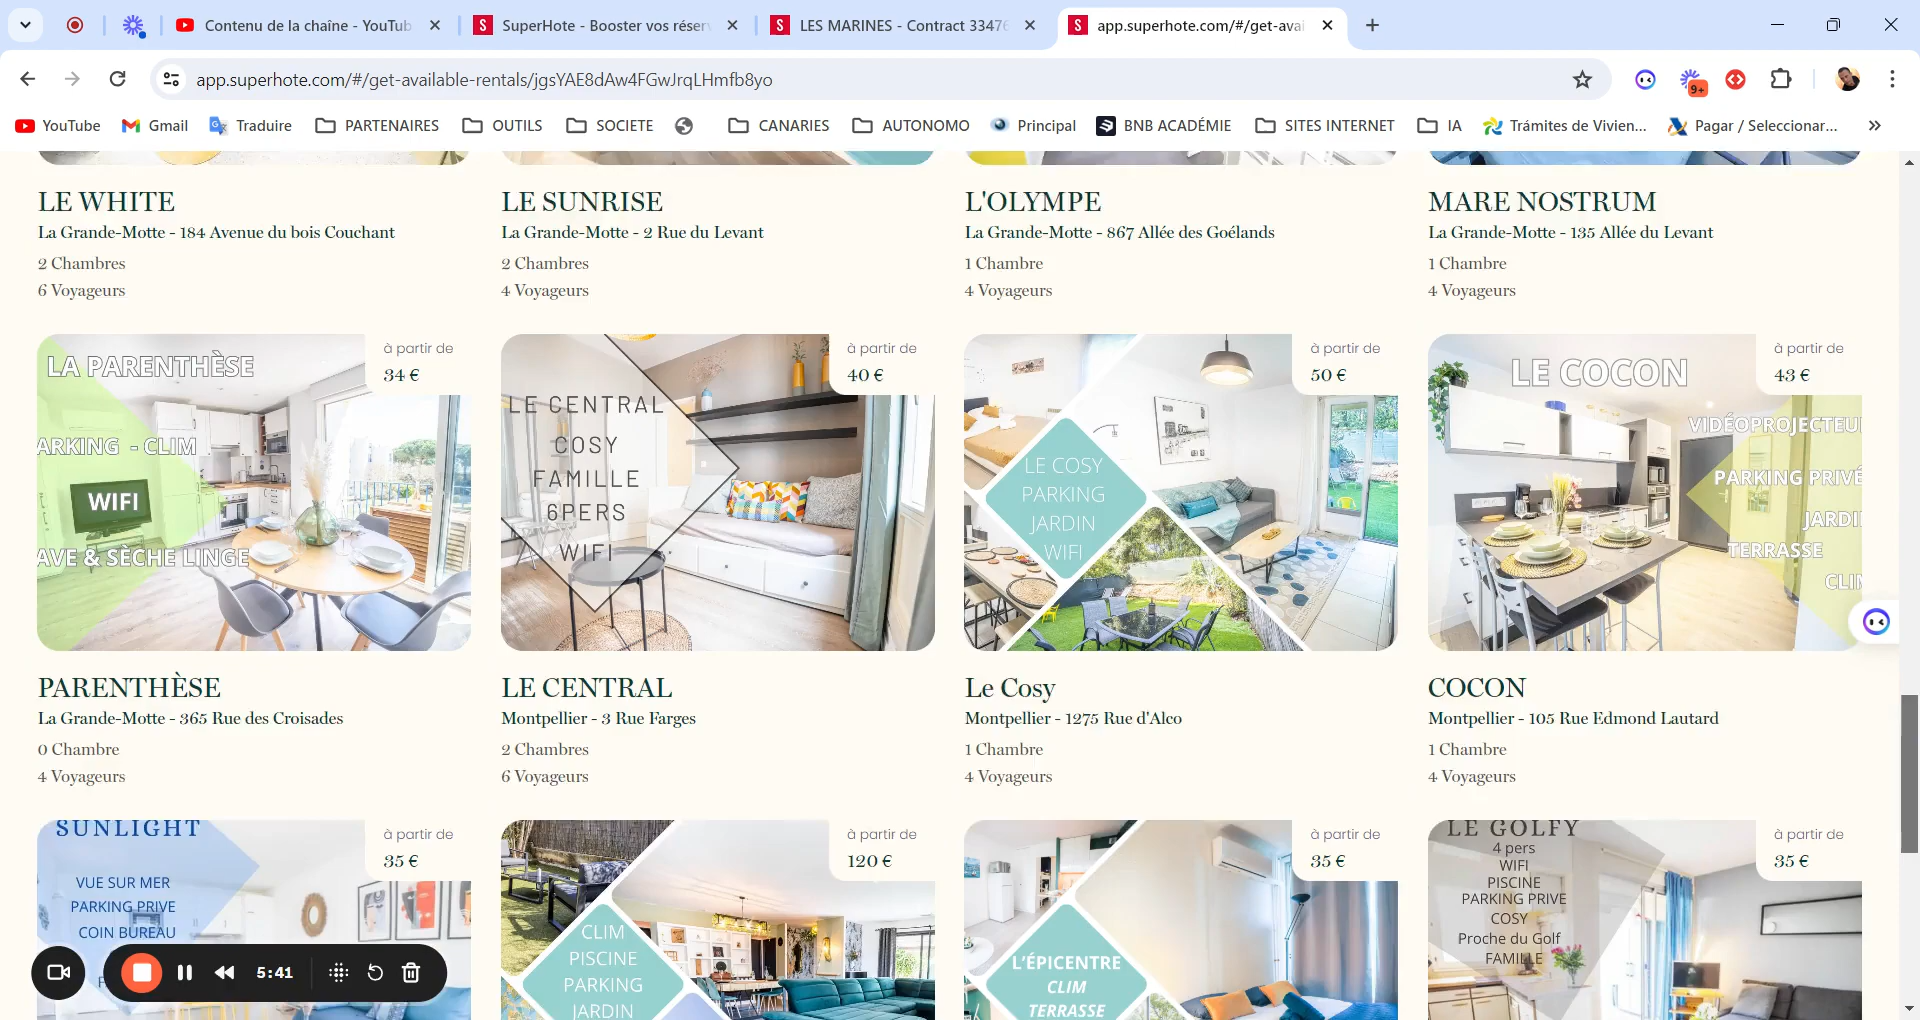 Contenu de la chaîne - YouTub
SuperHote - Booster vos réser
LES MARINES - Contract 33476
app.superhote.com/#/get-avai
app.superhote.com/#/get-available-rentals/jgsYAE8dAw4FGwJrqLHmfb8yo
9+
YouTube
Gmail
Traduire
PARTENAIRES
OUTILS
SOCIETE
CANARIES
AUTONOMO
Principal
BNB ACADÉMIE
SITES INTERNET
IA
Trámites de Vivien...
Pagar / Seleccionar...
LE WHITE
La Grande-Motte - 184 Avenue du bois Couchant
2 Chambres
6 Voyageurs
LE SUNRISE
La Grande-Motte - 2 Rue du Levant
2 Chambres
4 Voyageurs
L'OLYMPE
La Grande-Motte - 867 Allée des Goélands
1 Chambre
4 Voyageurs
MARE NOSTRUM
La Grande-Motte - 135 Allée du Levant
1 Chambre
4 Voyageurs
LA PARENTHÈSE
ARKING - CLIM
WIFI
AVE & SÈCHE LINGE
à partir de
34 €
PARENTHÈSE
La Grande-Motte - 365 Rue des Croisades
0 Chambre
4 Voyageurs
LE CENTRAL
COSY
FAMILLE
6PERS
WIFI
à partir de
40 €
LE CENTRAL
Montpellier - 3 Rue Farges
2 Chambres
6 Voyageurs
LE COSY
PARKING
JARDIN
WIFI
à partir de
50 €
Le Cosy
Montpellier - 1275 Rue d'Alco
1 Chambre
4 Voyageurs
LE COCON
VIDÉOPROJECTEU
PARKING PRIVÉ
JARDI
TERRASSE
CLI
à partir de
43 €
COCON
Montpellier - 105 Rue Edmond Lautard
1 Chambre
4 Voyageurs
SUNLIGHT
VUE SUR MER
PARKING PRIVE
COIN BUREAU
à partir de
35 €
CLIM
PISCINE
PARKING
JARDIN
à partir de
120 €
L'ÉPICENTRE
CLIM
TERRASSE
à partir de
35 €
LE GOLFY
4 pers
WIFI
PISCINE
PARKING PRIVE
COSY
Proche du Golf
FAMILLE
à partir de
35 €
5:41